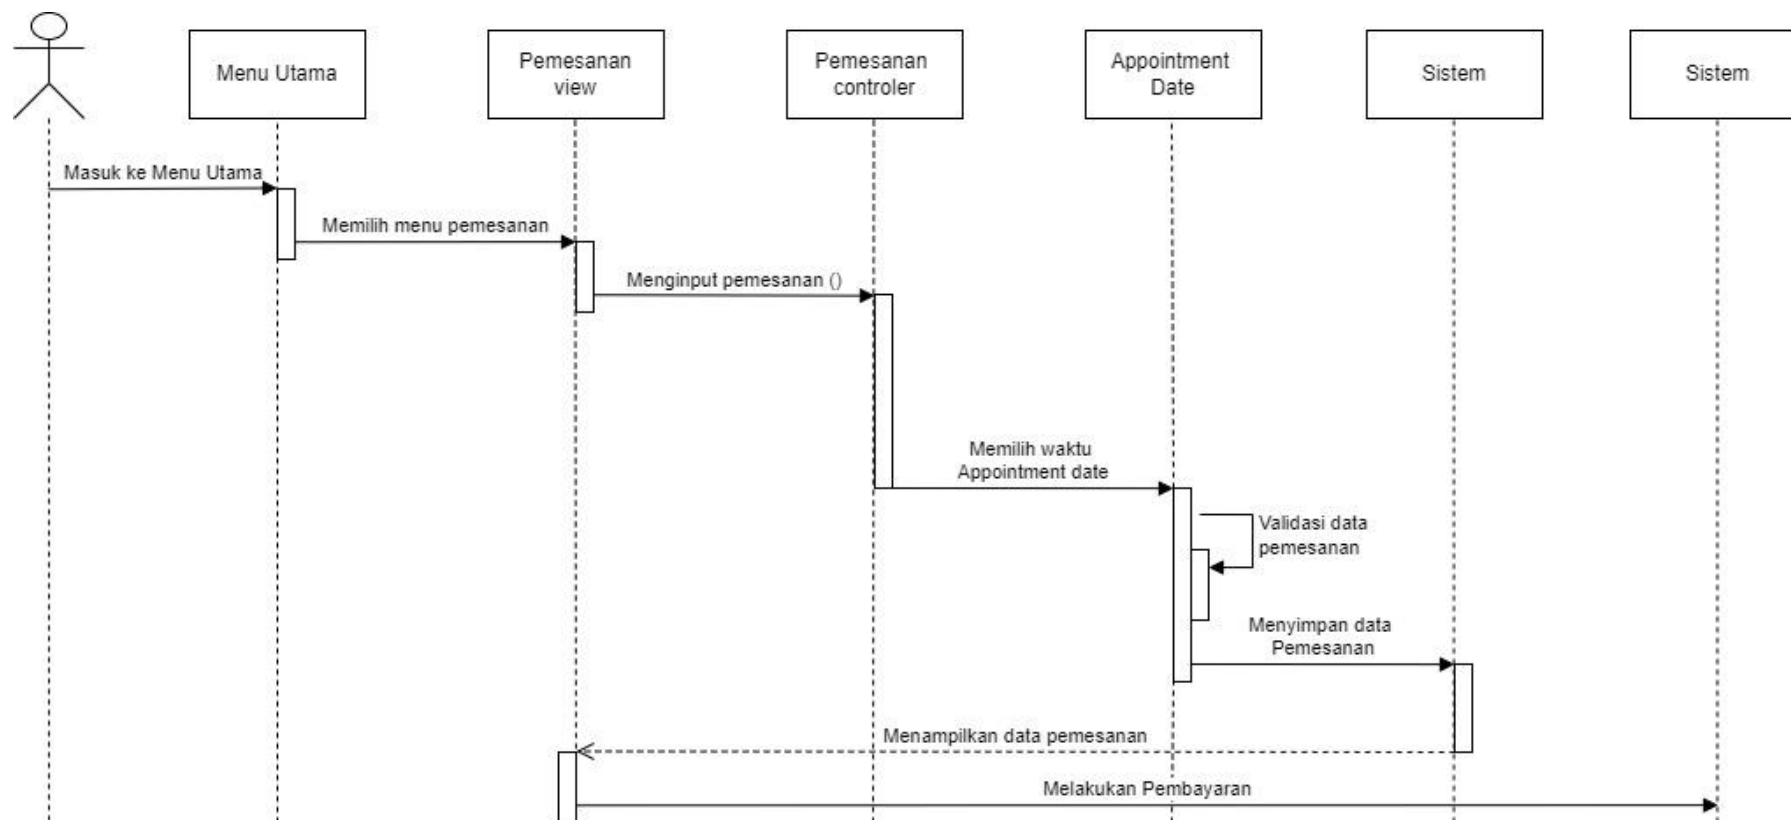 Menu Utama
Pemesanan
view
Pemesanan
controler
Appointment
Date
Sistem
Sistem
Masuk ke Menu Utama
Memilih menu pemesanan
Menginput pemesanan ()
Memilih waktu
Appointment date
Validasi data
pemesanan
Menyimpan data
Pemesanan
Menampilkan data pemesanan
Melakukan Pembayaran